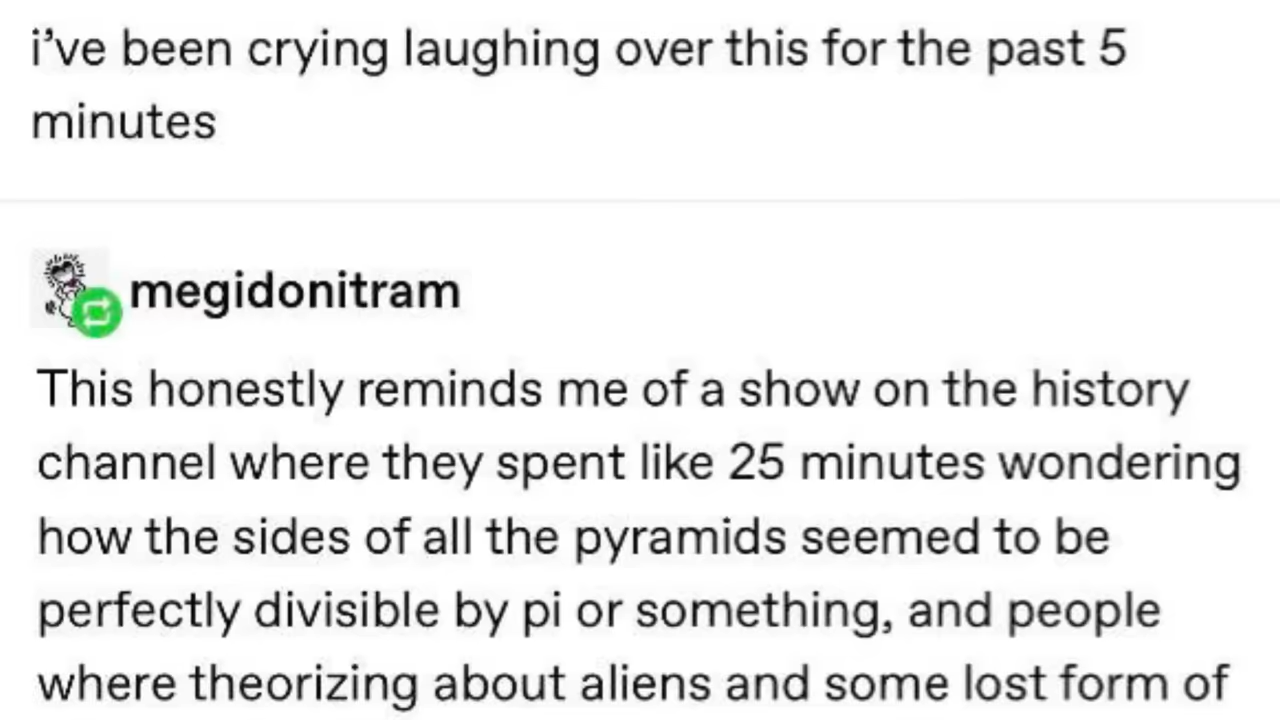 i’ve been crying laughing over this for the past 5
minutes
megidonitram
This honestly reminds me of a show on the history
channel where they spent like 25 minutes wondering
how the sides of all the pyramids seemed to be
perfectly divisible by pi or something, and people
where theorizing about aliens and some lost form of